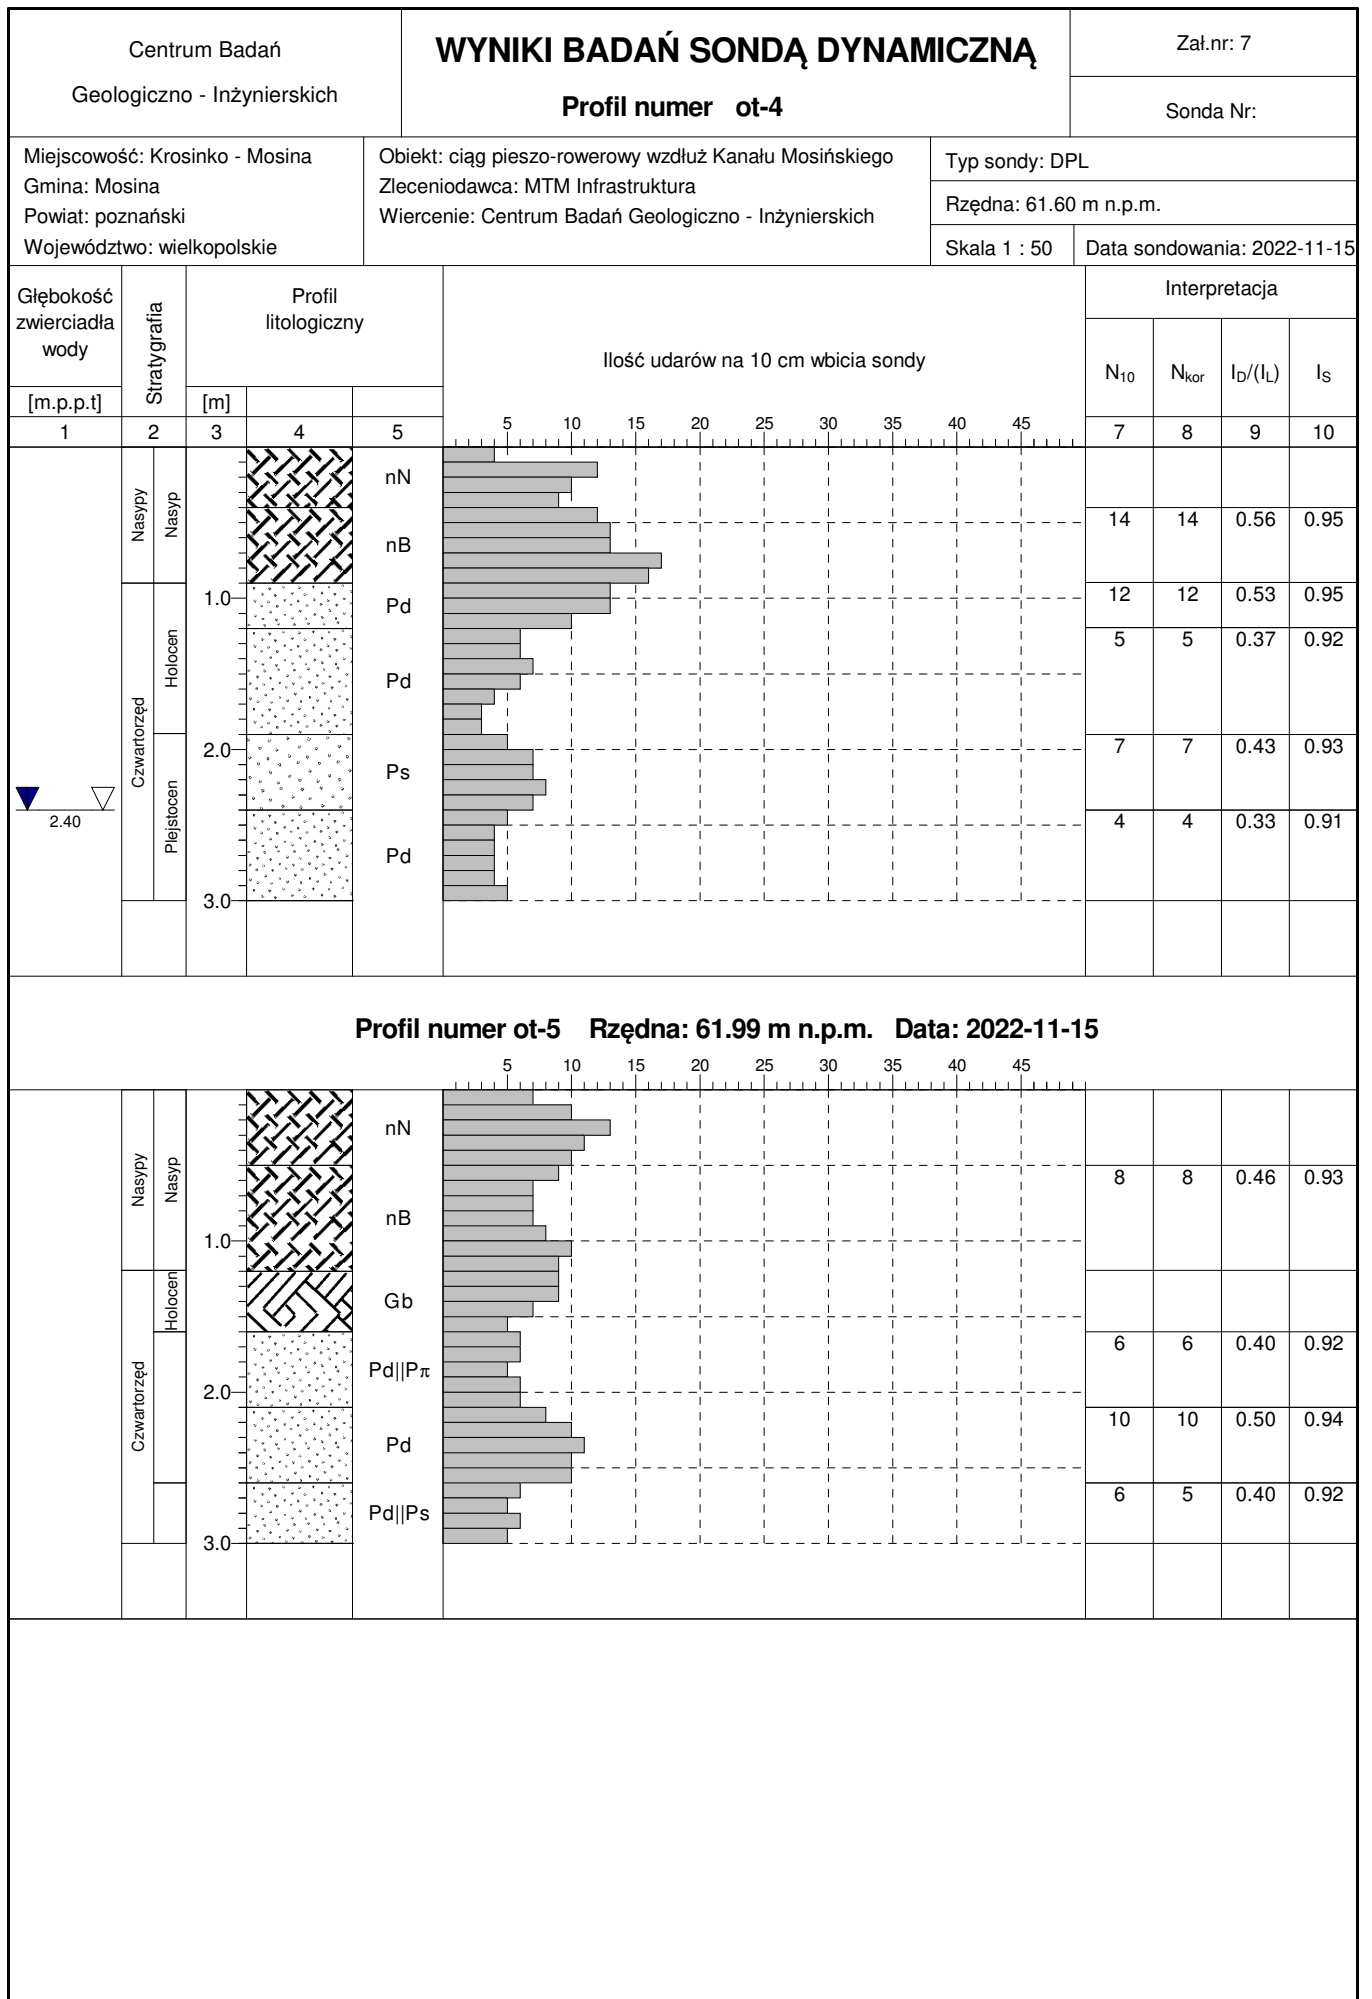 Centrum Badań
Geologiczno - Inżynierskich
WYNIKI BADAŃ SONDĄ DYNAMICZNĄ
Profil numer ot-4
Zał.nr: 7
Sonda Nr:
Miejscowość: Krosinko - Mosina
Gmina: Mosina
Powiat: poznański
Województwo: wielkopolskie
Obiekt: ciąg pieszo-rowerowy wzdłuż Kanału Mosińskiego
Zleceniodawca: MTM Infrastruktura
Wiercenie: Centrum Badań Geologiczno - Inżynierskich
Typ sondy: DPL
Rzędna: 61.60 m n.p.m.
Skala 1 : 50 Data sondowania: 2022-11-15
Głębokość
zwierciadła
wody
[m.p.p.t]
Stratygrafia
Profil
litologiczny
[m]
Ilość udarów na 10 cm wbicia sondy
Interpretacja
N10 Nkor ID/(IL) IS
5 10 15 20 25 30 35 40 45
1 2 3 4 5 7 8 9 10
Nasypy
Nasyp
nN
nB
14 14 0.56 0.95
Czwartorzęd
Holocen
1.0
Pd
12 12 0.53 0.95
Pd
5 5 0.37 0.92
Plejstocen
2.0
Ps
7 7 0.43 0.93
2.40
Pd
4 4 0.33 0.91
3.0
Profil numer ot-5 Rzędna: 61.99 m n.p.m. Data: 2022-11-15
5 10 15 20 25 30 35 40 45
Nasypy
Nasyp
nN
nB
8 8 0.46 0.93
1.0
Czwartorzęd
Holocen
Gb
Pd||Pπ
6 6 0.40 0.92
2.0
Pd
10 10 0.50 0.94
Pd||Ps
6 5 0.40 0.92
3.0